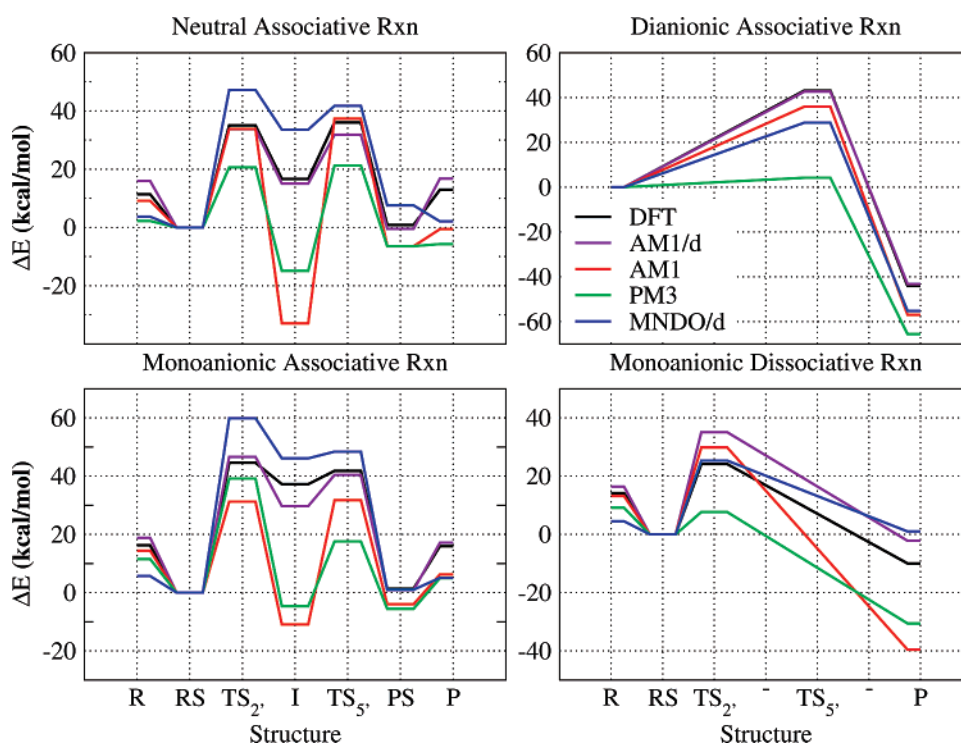 Neutral Associative Rxn
Dianionic Associative Rxn
60
40
20
0
-20
ΔE (kcal/mol)
60
40
20
0
-20
-40
-60
DFT
AM1/d
AM1
PM3
MNDO/d
Monoanionic Associative Rxn
Monoanionic Dissociative Rxn
60
40
20
0
-20
ΔE (kcal/mol)
40
20
0
-20
-40
R RS TS2' I TS5' PS P
Structure
R RS TS2' - TS5' - P
Structure